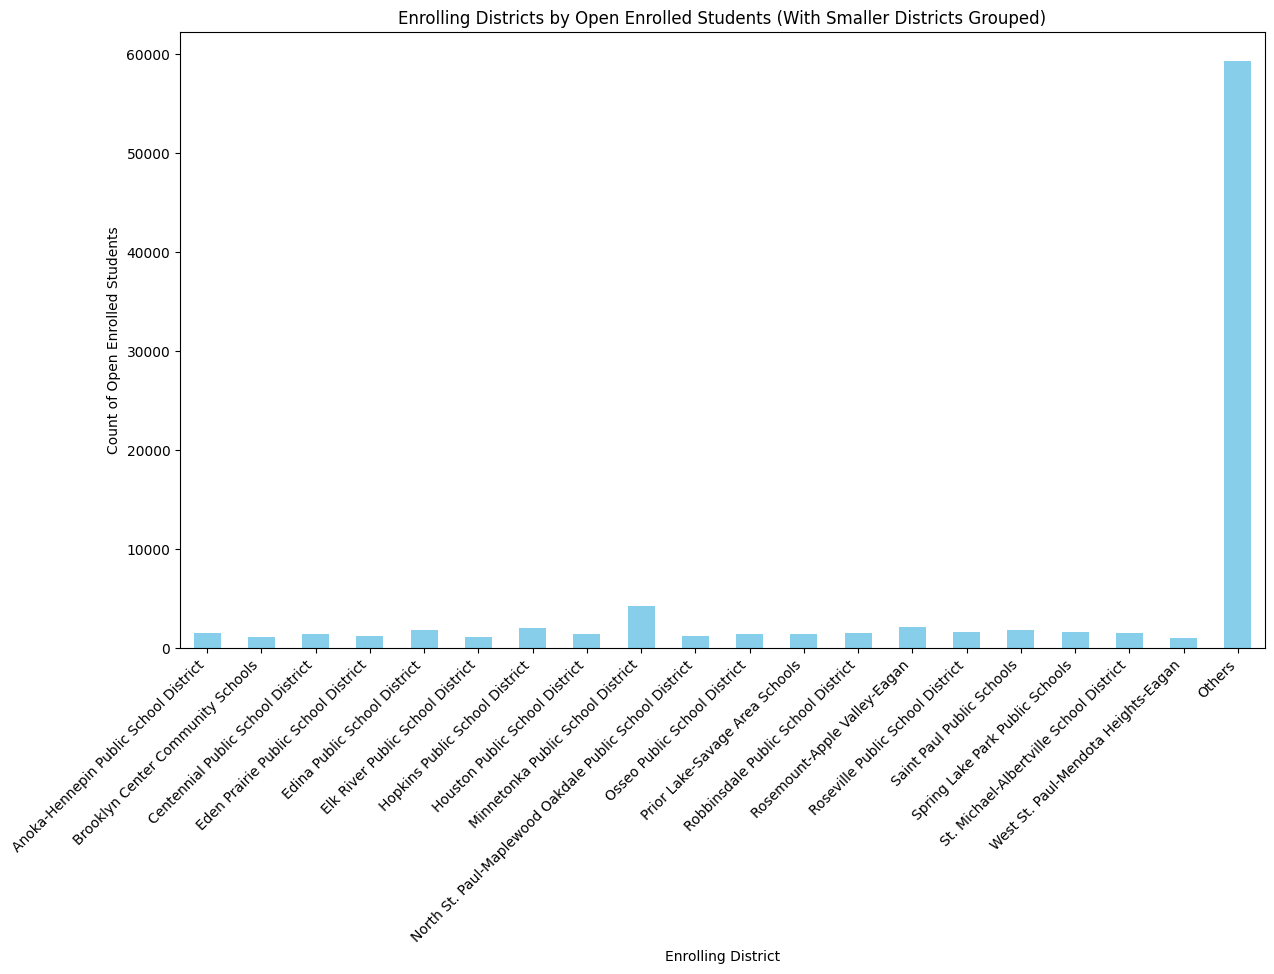 Enrolling Districts by Open Enrolled Students (With Smaller Districts Grouped)
60000
50000
40000
30000
20000
10000
0
Count of Open Enrolled Students
Anoka-Hennepin Public School District
Brooklyn Center Community Schools
Centennial Public School District
Eden Prairie Public School District
Edina Public School District
Elk River Public School District
Hopkins Public School District
Houston Public School District
Minnetonka Public School District
North St. Paul-Maplewood Oakdale Public School District
Osseo Public School District
Prior Lake-Savage Area Schools
Robbinsdale Public School District
Rosemount-Apple Valley-Eagan
Roseville Public School District
Saint Paul Public Schools
Spring Lake Park Public Schools
St. Michael-Albertville School District
West St. Paul-Mendota Heights-Eagan
Others
Enrolling District